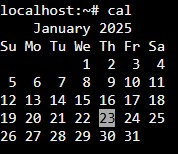 localhost:~# cal
    January 2025
Su Mo Tu We Th Fr Sa
          1  2  3  4
 5  6  7  8  9 10 11
12 13 14 15 16 17 18
19 20 21 22 23 24 25
26 27 28 29 30 31